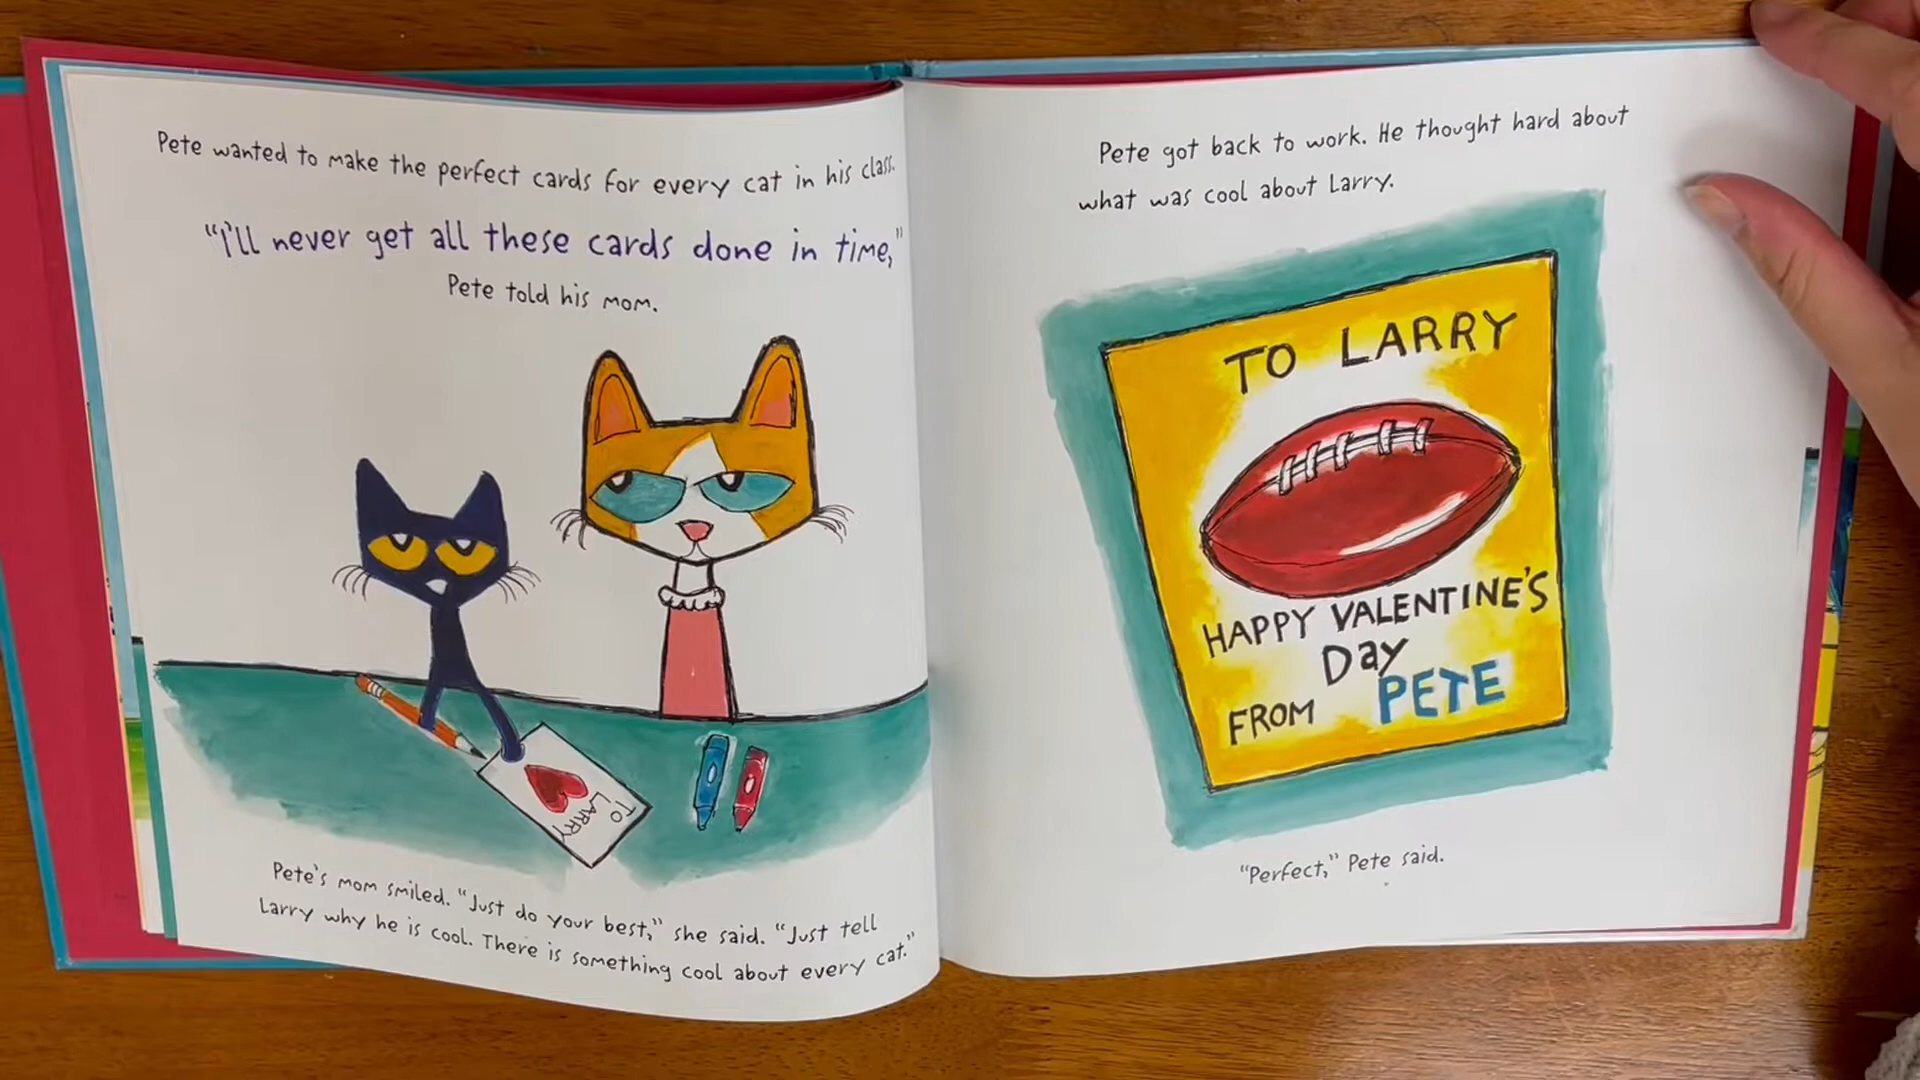 Pete wanted to make the perfect cards for every cat in his class.
"I'll never get all these cards done in time,"
Pete told his mom.
TO
LARRY
Pete's mom smiled. "Just do your best," she said. "Just tell
Larry why he is cool. There is something cool about every cat."
Pete got back to work. He thought hard about
what was cool about Larry.
TO LARRY
HAPPY VALENTINE'S
Day
FROM PETE
"Perfect," Pete said.